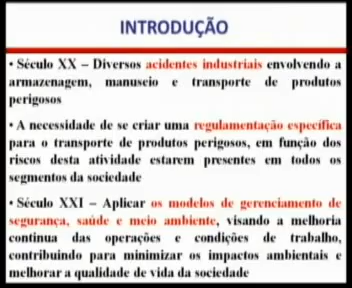 INTRODUÇÃO
• Século XX – Diversos acidentes industriais envolvendo a
armazenagem, manuseio e transporte de produtos
perigosos
• A necessidade de se criar uma regulamentação específica
para o transporte de produtos perigosos, em função dos
riscos desta atividade estarem presentes em todos os
segmentos da sociedade
• Século XXI – Aplicar os modelos de gerenciamento de
segurança, saúde e meio ambiente, visando a melhoria
continua das operações e condições de trabalho,
contribuindo para minimizar os impactos ambientais e
melhorar a qualidade de vida da sociedade